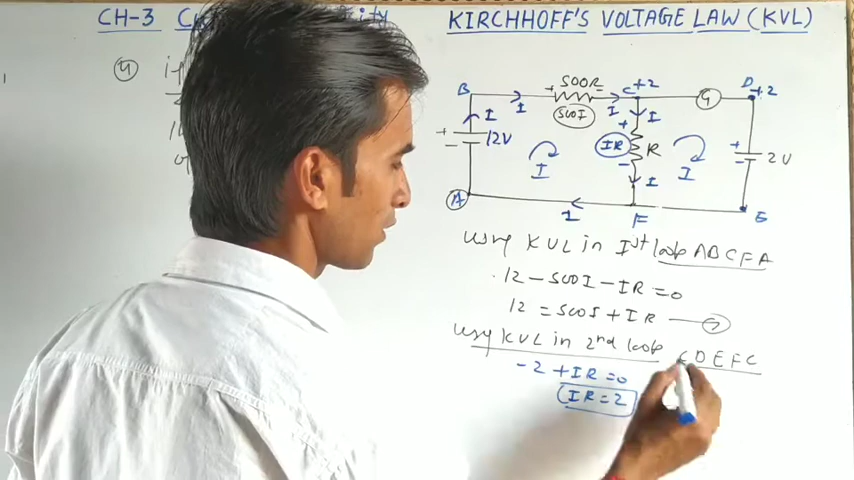 CH-3 KIRCHHOFF'S VOLTAGE LAW (KVL)
B + 500Ω C +2 G D +2
I 500I I I
+ I + + 
- 12V IR R - 2V
I I
- I
A I F E
Using KVL in Ist loop ABCFA
12 - 500I - IR = 0
12 = 500I + IR
Using KVL in 2nd loop CDEFC
-2 + IR = 0
IR = 2